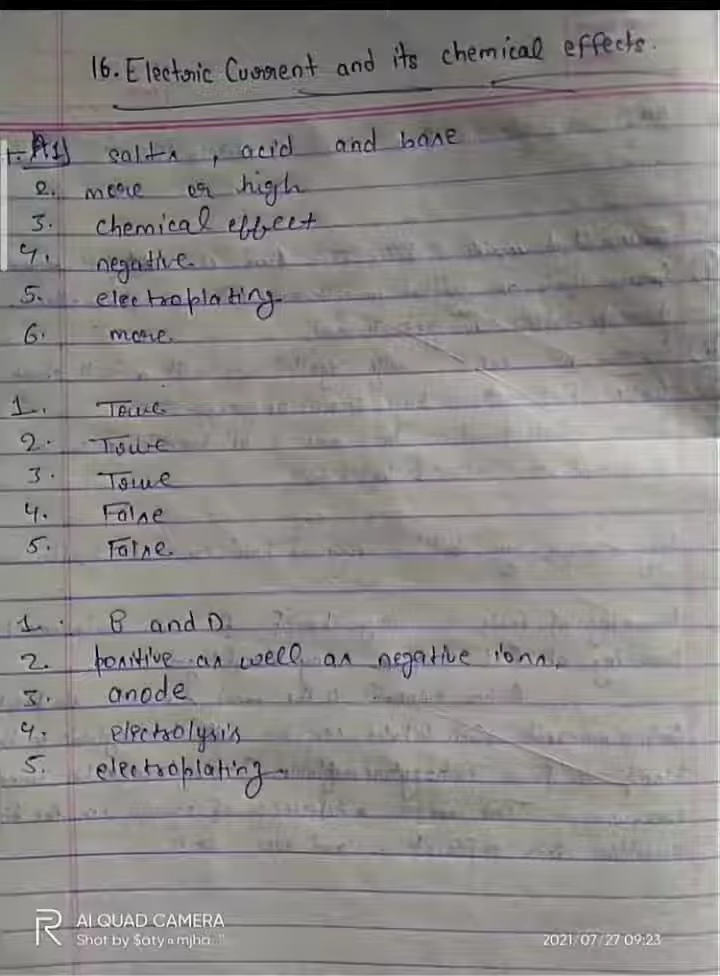 16. Electric Current and its chemical effects.
A1) salts, acid and base
2. more or high
3. chemical effect
4. negative.
5. electroplating.
6. more.
1. True
2. True
3. True
4. False
5. False.
1. B and D.
2. positive as well as negative ions.
3. anode
4. electrolysis
5. electroplating.
AI QUAD CAMERA
Shot by Satyamjha
2021/07/27 09:23